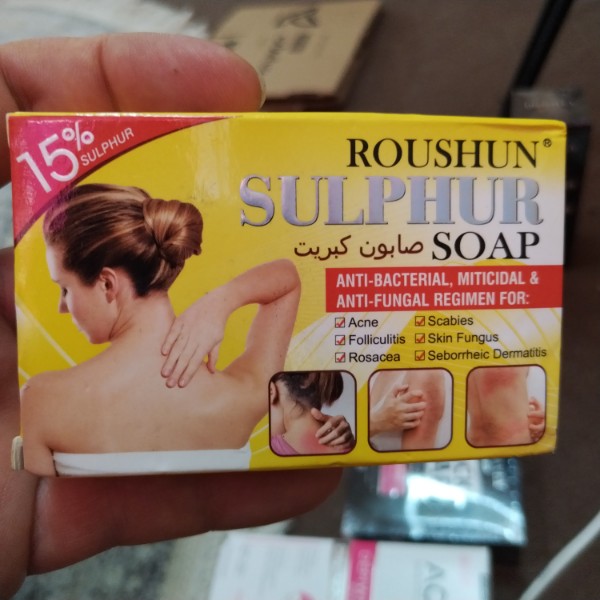 15%
SULPHUR
ROUSHUN®
SULPHUR
صابون كبريت SOAP
ANTI-BACTERIAL, MITICIDAL &
ANTI-FUNGAL REGIMEN FOR:
☑ Acne ☑ Scabies
☑ Folliculitis ☑ Skin Fungus
☑ Rosacea ☑ Seborrheic Dermatitis